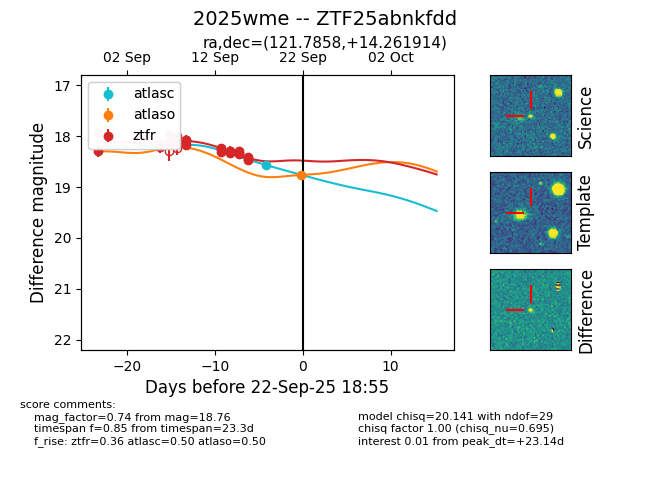 2025wme -- ZTF25abnkfdd
ra,dec=(121.7858,+14.261914)
02 Sep 12 Sep 22 Sep 02 Oct
atlasc
atlaso
ztfr
17
18
19
20
21
22
Difference magnitude
−20 −10 0 10
Days before 22-Sep-25 18:55
Science
Template
Difference
score comments:
mag_factor=0.74 from mag=18.76
timespan f=0.85 from timespan=23.3d
f_rise: ztfr=0.36 atlasc=0.50 atlaso=0.50
model chisq=20.141 with ndof=29
chisq factor 1.00 (chisq_nu=0.695)
interest 0.01 from peak_dt=+23.14d